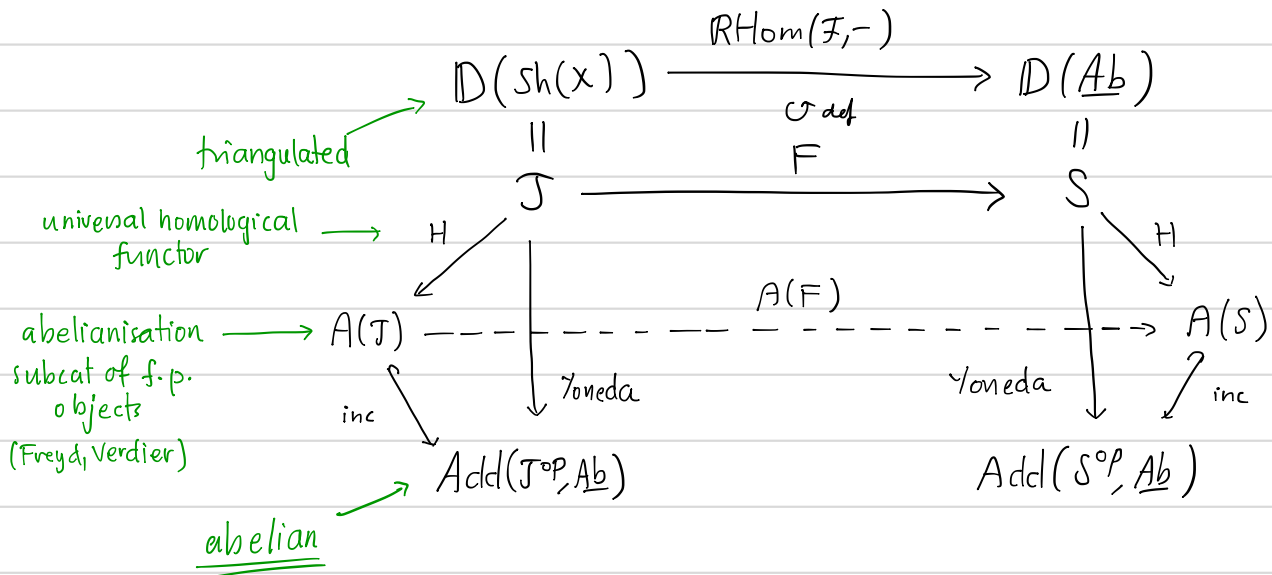 RHom(F,-)
D(Sh(X)) → D(Ab)
def
triangulated
=
=
F
J → S
univeral homological functor →
H
H
A(F)
abelianisation → A(J) - - → A(S)
subcat of f.p.
objects
(Freyd, Verdier)
inc
Yoneda
Yoneda
inc
Add(J^op, Ab)
Add(S^op, Ab)
abelian